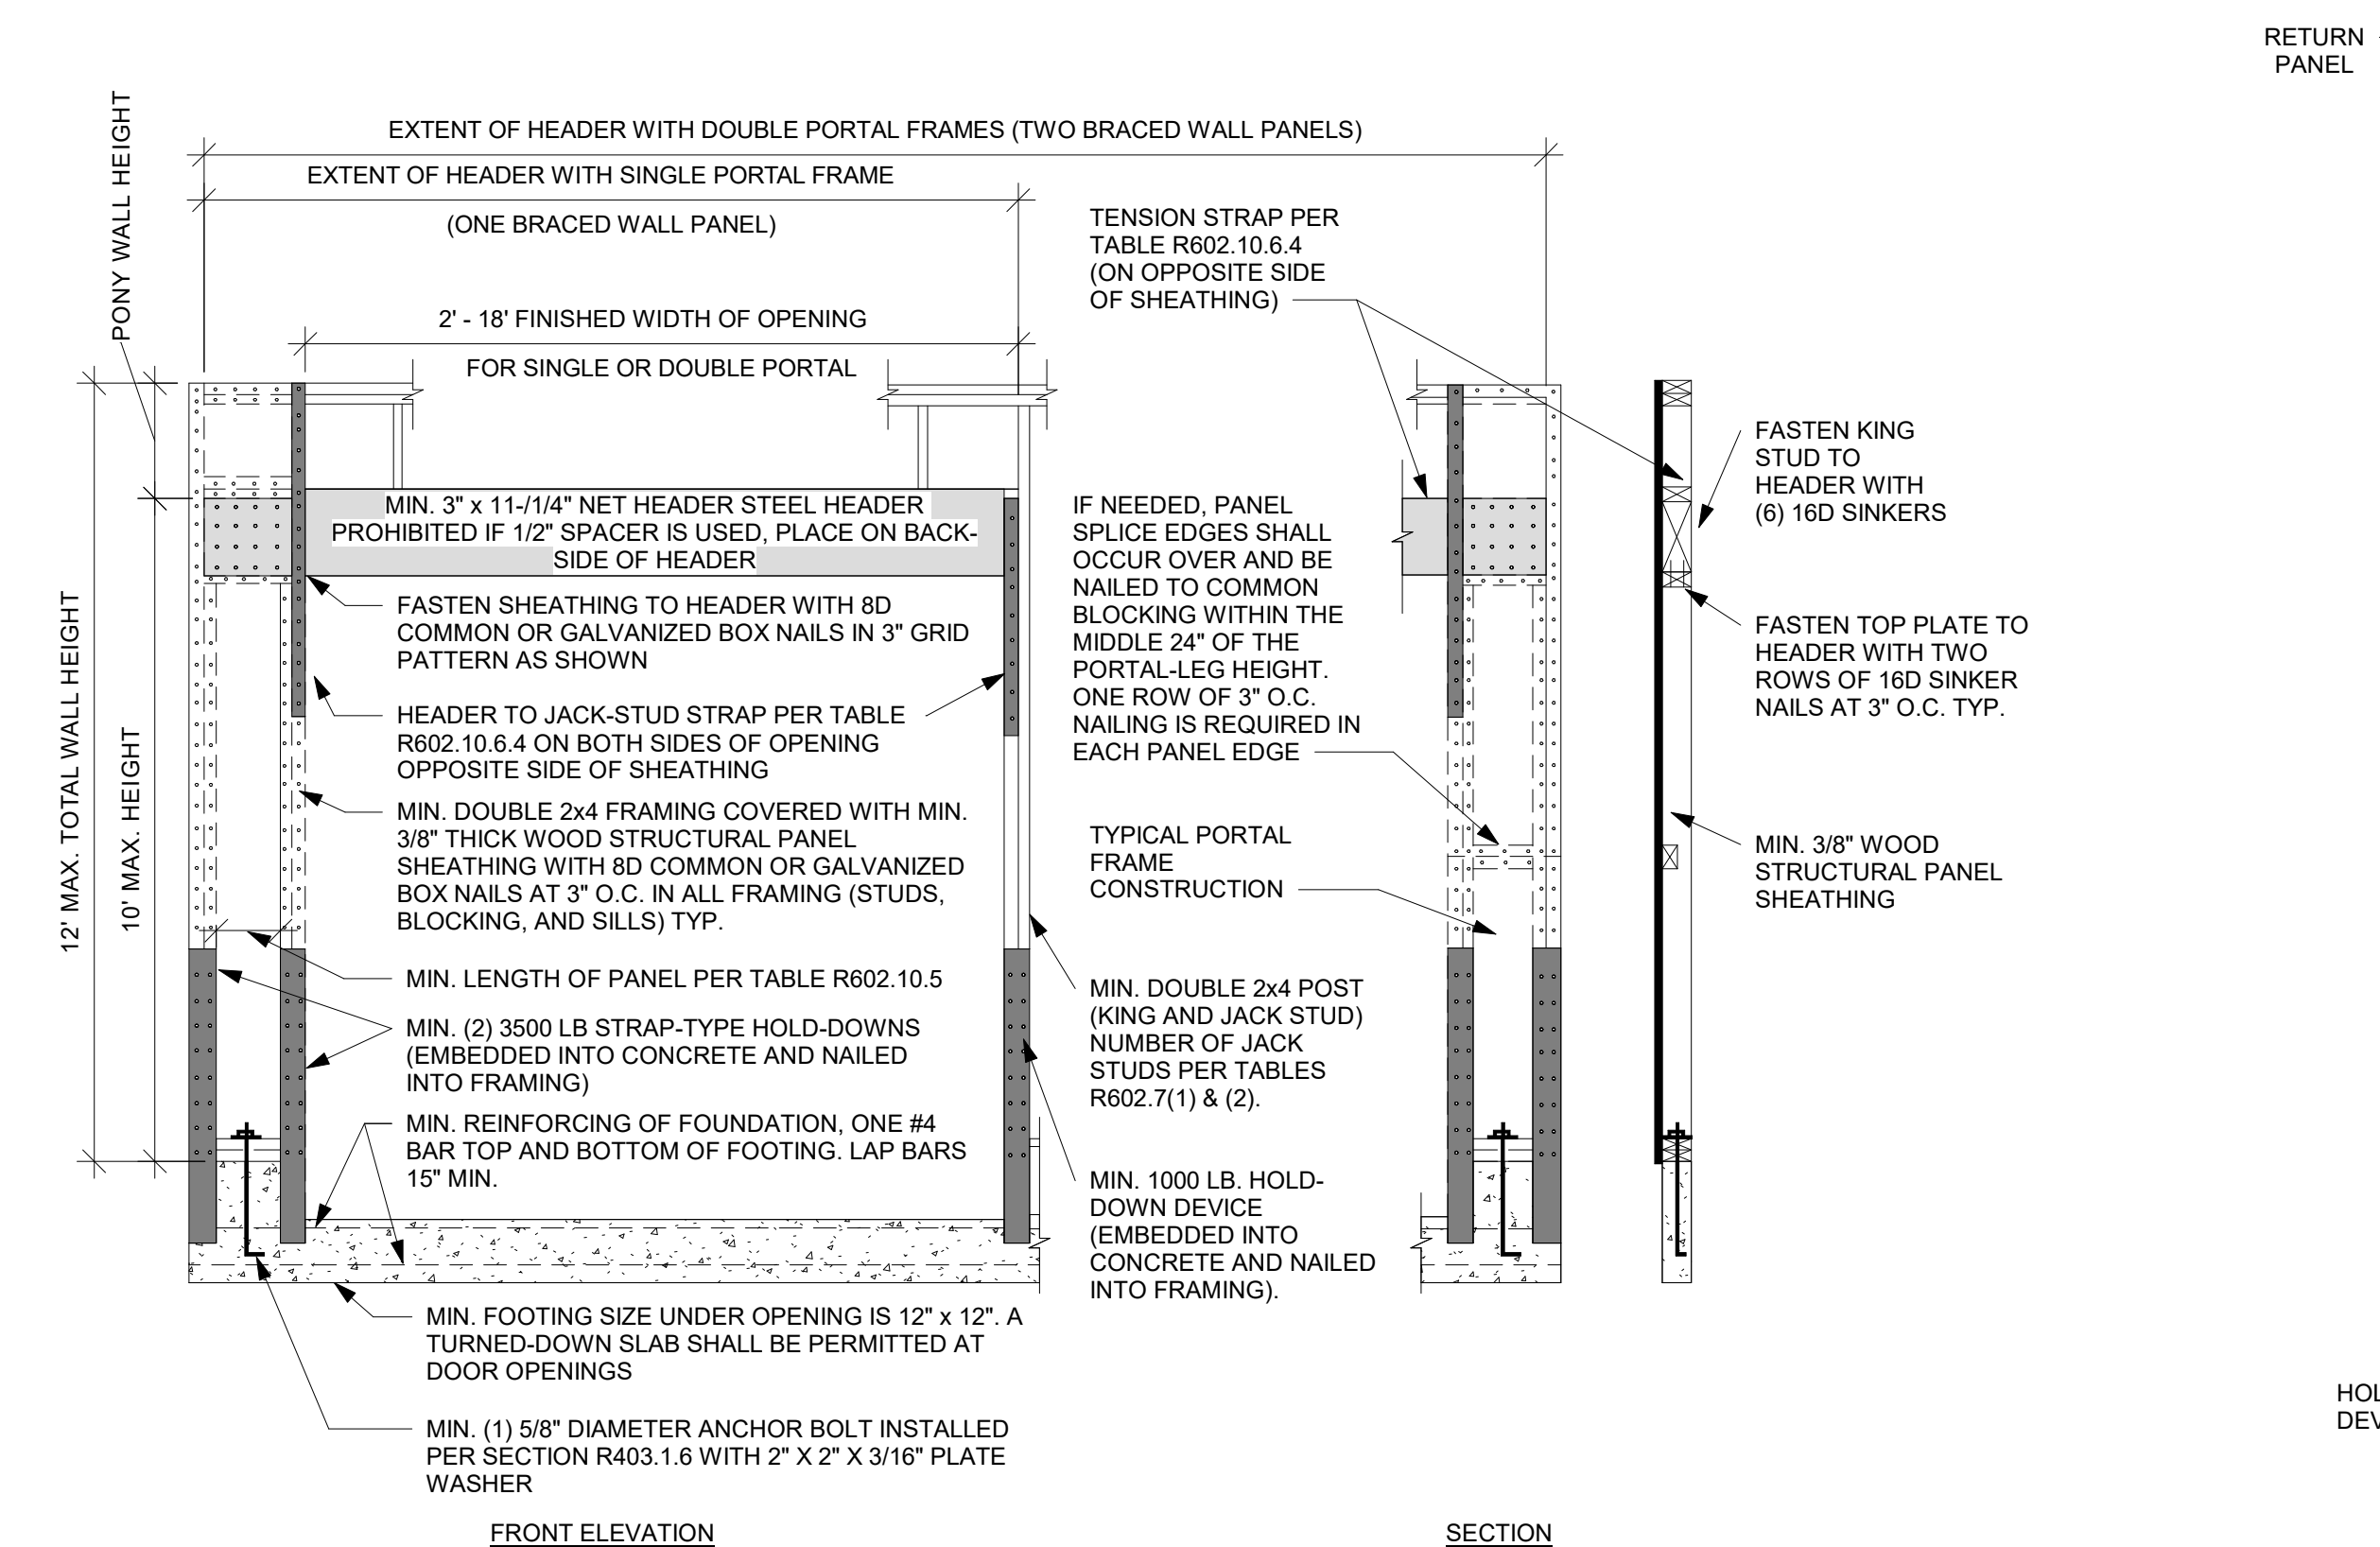 RETURN
PANEL
PONY WALL HEIGHT
EXTENT OF HEADER WITH DOUBLE PORTAL FRAMES (TWO BRACED WALL PANELS)
EXTENT OF HEADER WITH SINGLE PORTAL FRAME
(ONE BRACED WALL PANEL)
2' - 18' FINISHED WIDTH OF OPENING
FOR SINGLE OR DOUBLE PORTAL
TENSION STRAP PER
TABLE R602.10.6.4
(ON OPPOSITE SIDE
OF SHEATHING)
12' MAX. TOTAL WALL HEIGHT
10' MAX. HEIGHT
MIN. 3" x 11-/1/4" NET HEADER STEEL HEADER
PROHIBITED IF 1/2" SPACER IS USED, PLACE ON BACK-
SIDE OF HEADER
FASTEN SHEATHING TO HEADER WITH 8D
COMMON OR GALVANIZED BOX NAILS IN 3" GRID
PATTERN AS SHOWN
HEADER TO JACK-STUD STRAP PER TABLE
R602.10.6.4 ON BOTH SIDES OF OPENING
OPPOSITE SIDE OF SHEATHING
MIN. DOUBLE 2x4 FRAMING COVERED WITH MIN.
3/8" THICK WOOD STRUCTURAL PANEL
SHEATHING WITH 8D COMMON OR GALVANIZED
BOX NAILS AT 3" O.C. IN ALL FRAMING (STUDS,
BLOCKING, AND SILLS) TYP.
MIN. LENGTH OF PANEL PER TABLE R602.10.5
MIN. (2) 3500 LB STRAP-TYPE HOLD-DOWNS
(EMBEDDED INTO CONCRETE AND NAILED
INTO FRAMING)
MIN. REINFORCING OF FOUNDATION, ONE #4
BAR TOP AND BOTTOM OF FOOTING. LAP BARS
15" MIN.
MIN. FOOTING SIZE UNDER OPENING IS 12" x 12". A
TURNED-DOWN SLAB SHALL BE PERMITTED AT
DOOR OPENINGS
MIN. (1) 5/8" DIAMETER ANCHOR BOLT INSTALLED
PER SECTION R403.1.6 WITH 2" X 2" X 3/16" PLATE
WASHER
FRONT ELEVATION
IF NEEDED, PANEL
SPLICE EDGES SHALL
OCCUR OVER AND BE
NAILED TO COMMON
BLOCKING WITHIN THE
MIDDLE 24" OF THE
PORTAL-LEG HEIGHT.
ONE ROW OF 3" O.C.
NAILING IS REQUIRED IN
EACH PANEL EDGE
TYPICAL PORTAL
FRAME
CONSTRUCTION
MIN. DOUBLE 2x4 POST
(KING AND JACK STUD)
NUMBER OF JACK
STUDS PER TABLES
R602.7(1) & (2).
MIN. 1000 LB. HOLD-
DOWN DEVICE
(EMBEDDED INTO
CONCRETE AND NAILED
INTO FRAMING).
FASTEN KING
STUD TO
HEADER WITH
(6) 16D SINKERS
FASTEN TOP PLATE TO
HEADER WITH TWO
ROWS OF 16D SINKER
NAILS AT 3" O.C. TYP.
MIN. 3/8" WOOD
STRUCTURAL PANEL
SHEATHING
SECTION